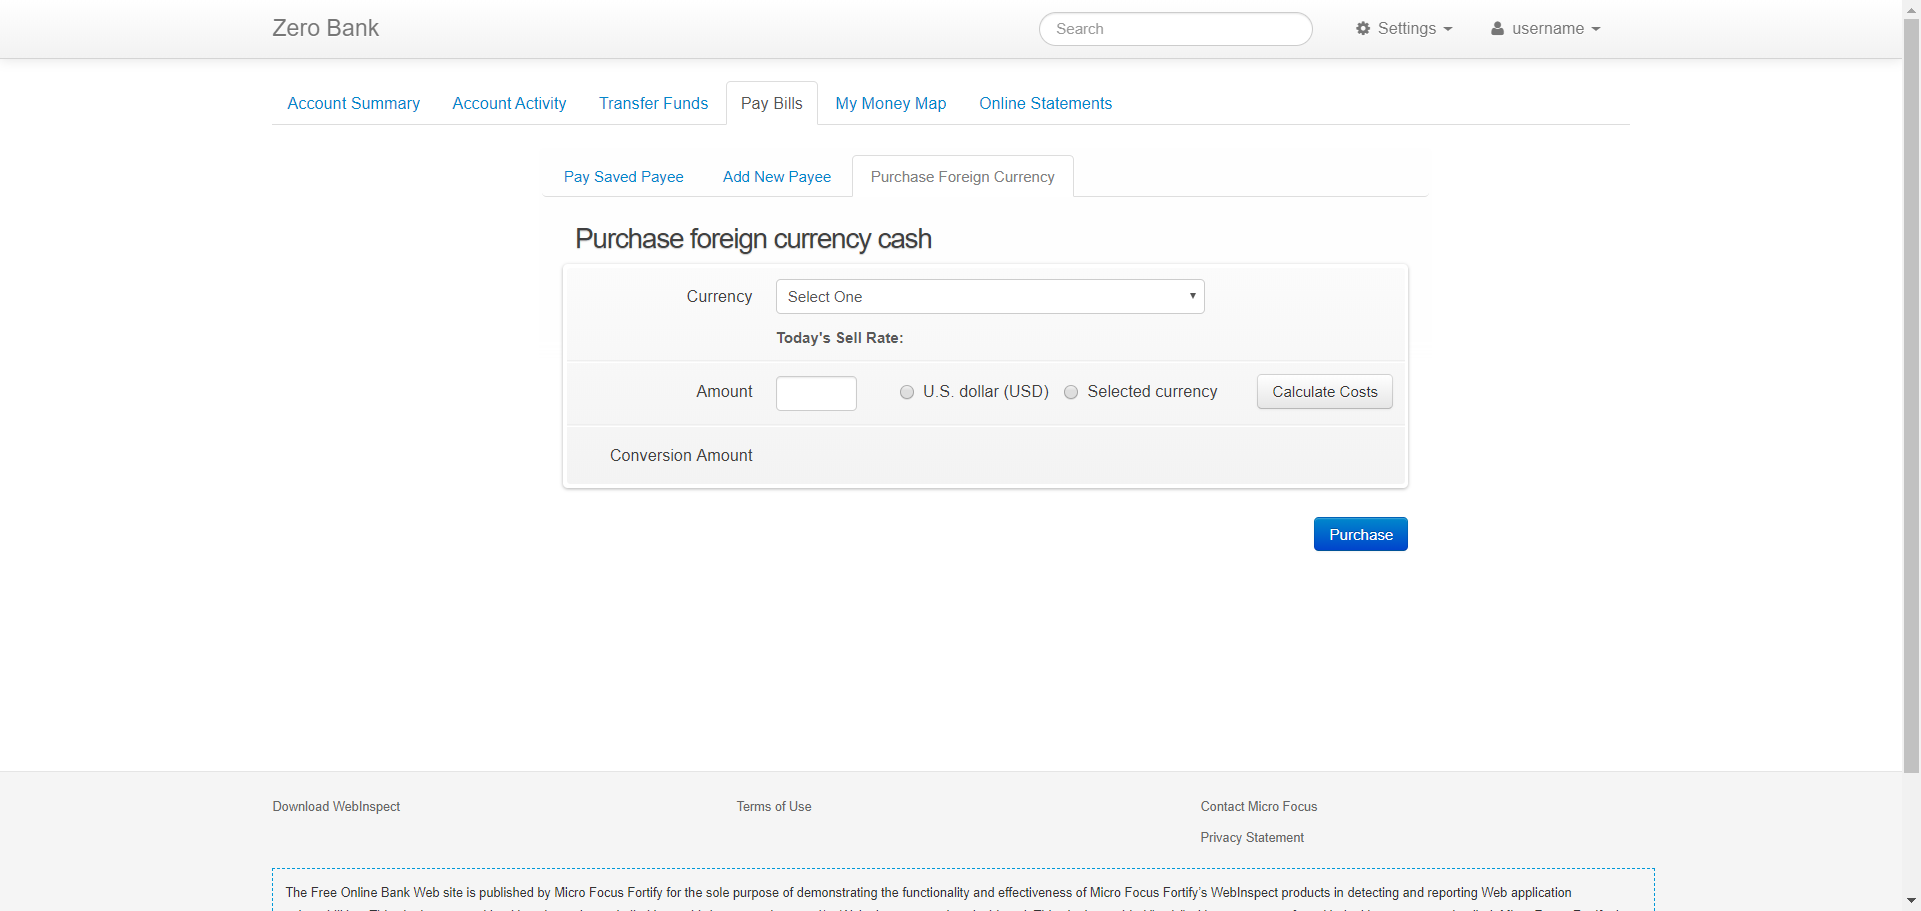 Zero Bank
Search
Settings
username
Account Summary
Account Activity
Transfer Funds
Pay Bills
My Money Map
Online Statements
Pay Saved Payee
Add New Payee
Purchase Foreign Currency
Purchase foreign currency cash
Currency
Select One
Today's Sell Rate:
Amount
U.S. dollar (USD)
Selected currency
Calculate Costs
Conversion Amount
Purchase
Download WebInspect
Terms of Use
Contact Micro Focus
Privacy Statement
The Free Online Bank Web site is published by Micro Focus Fortify for the sole purpose of demonstrating the functionality and effectiveness of Micro Focus Fortify's WebInspect products in detecting and reporting Web application